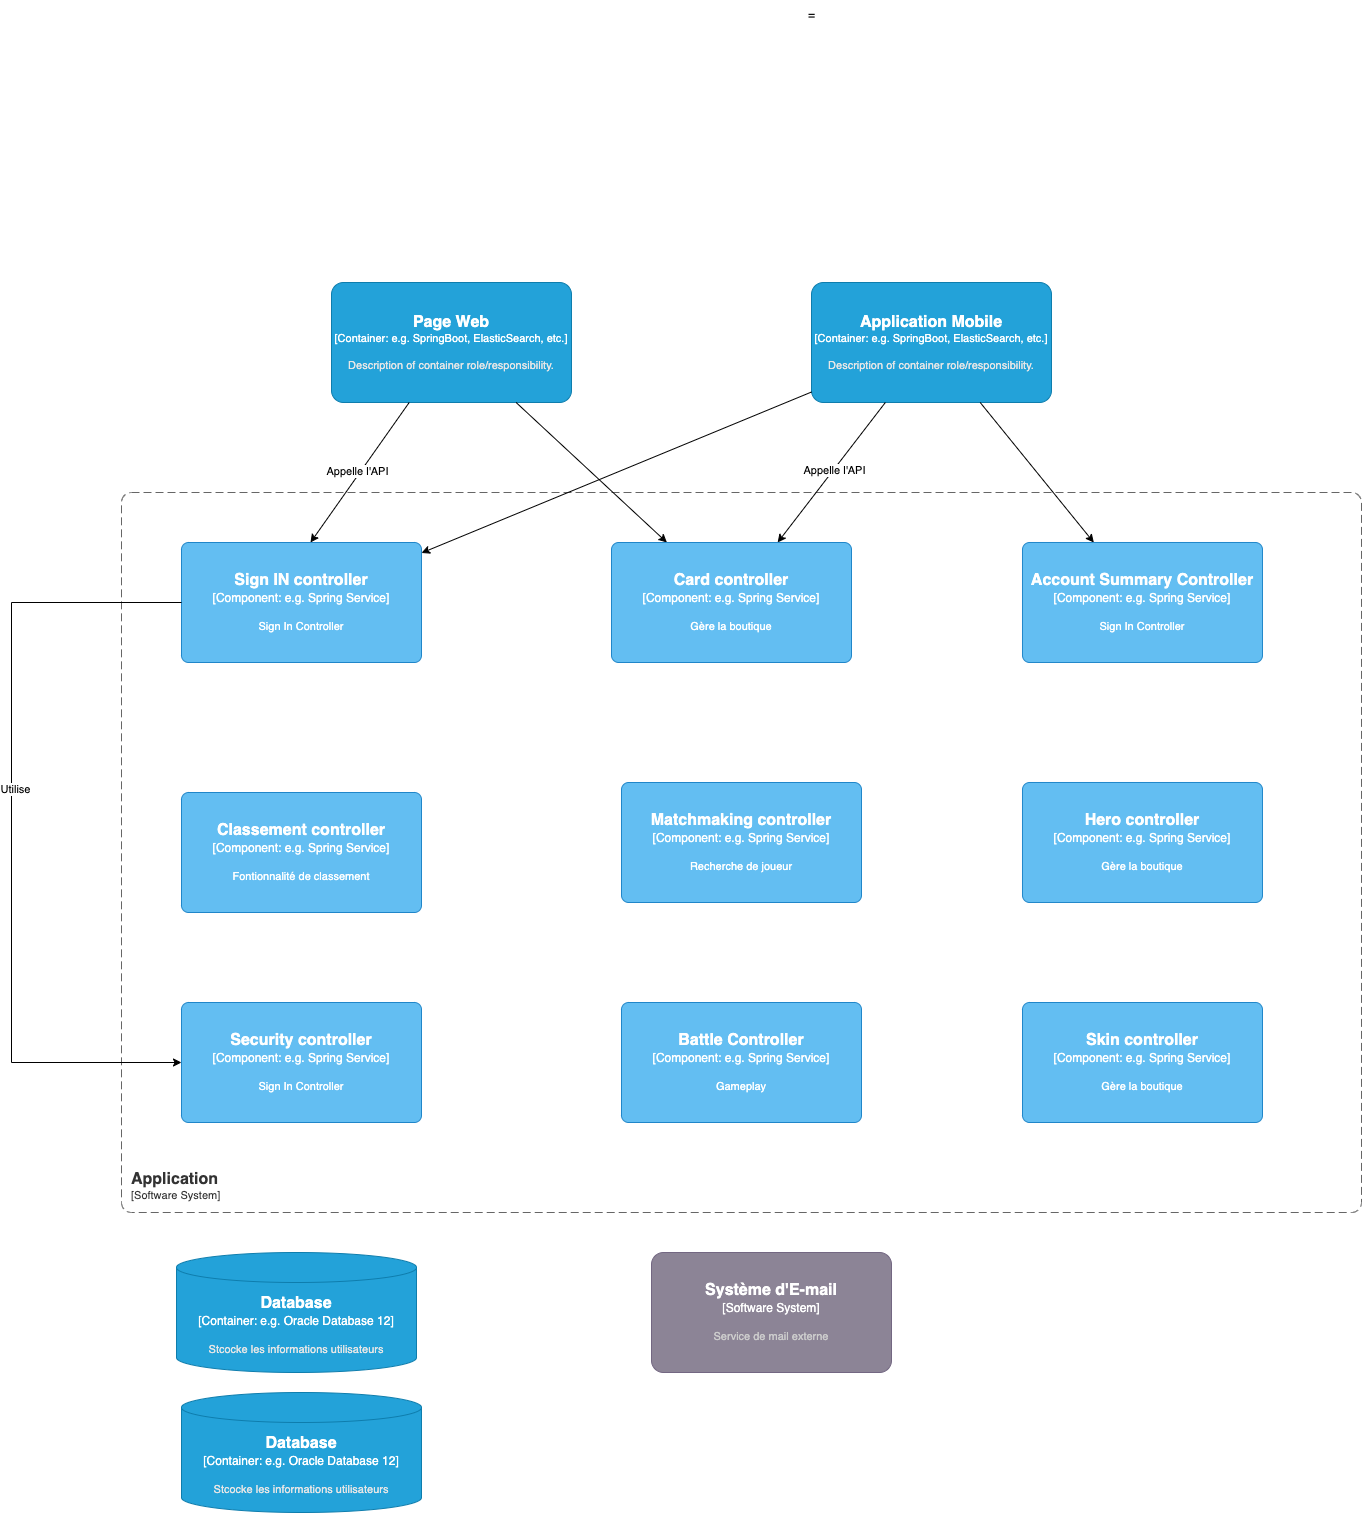 =
Page Web
[Container: e.g. SpringBoot, ElasticSearch, etc.]
Description of container role/responsibility.
Application Mobile
[Container: e.g. SpringBoot, ElasticSearch, etc.]
Description of container role/responsibility.
Appelle l'API
Appelle l'API
Sign IN controller
[Component: e.g. Spring Service]
Sign In Controller
Card controller
[Component: e.g. Spring Service]
Gère la boutique
Account Summary Controller
[Component: e.g. Spring Service]
Sign In Controller
Utilise
Classement controller
[Component: e.g. Spring Service]
Fontionnalité de classement
Matchmaking controller
[Component: e.g. Spring Service]
Recherche de joueur
Hero controller
[Component: e.g. Spring Service]
Gère la boutique
Security controller
[Component: e.g. Spring Service]
Sign In Controller
Battle Controller
[Component: e.g. Spring Service]
Gameplay
Skin controller
[Component: e.g. Spring Service]
Gère la boutique
Application
[Software System]
Database
[Container: e.g. Oracle Database 12]
Stcocke les informations utilisateurs
Système d'E-mail
[Software System]
Service de mail externe
Database
[Container: e.g. Oracle Database 12]
Stcocke les informations utilisateurs